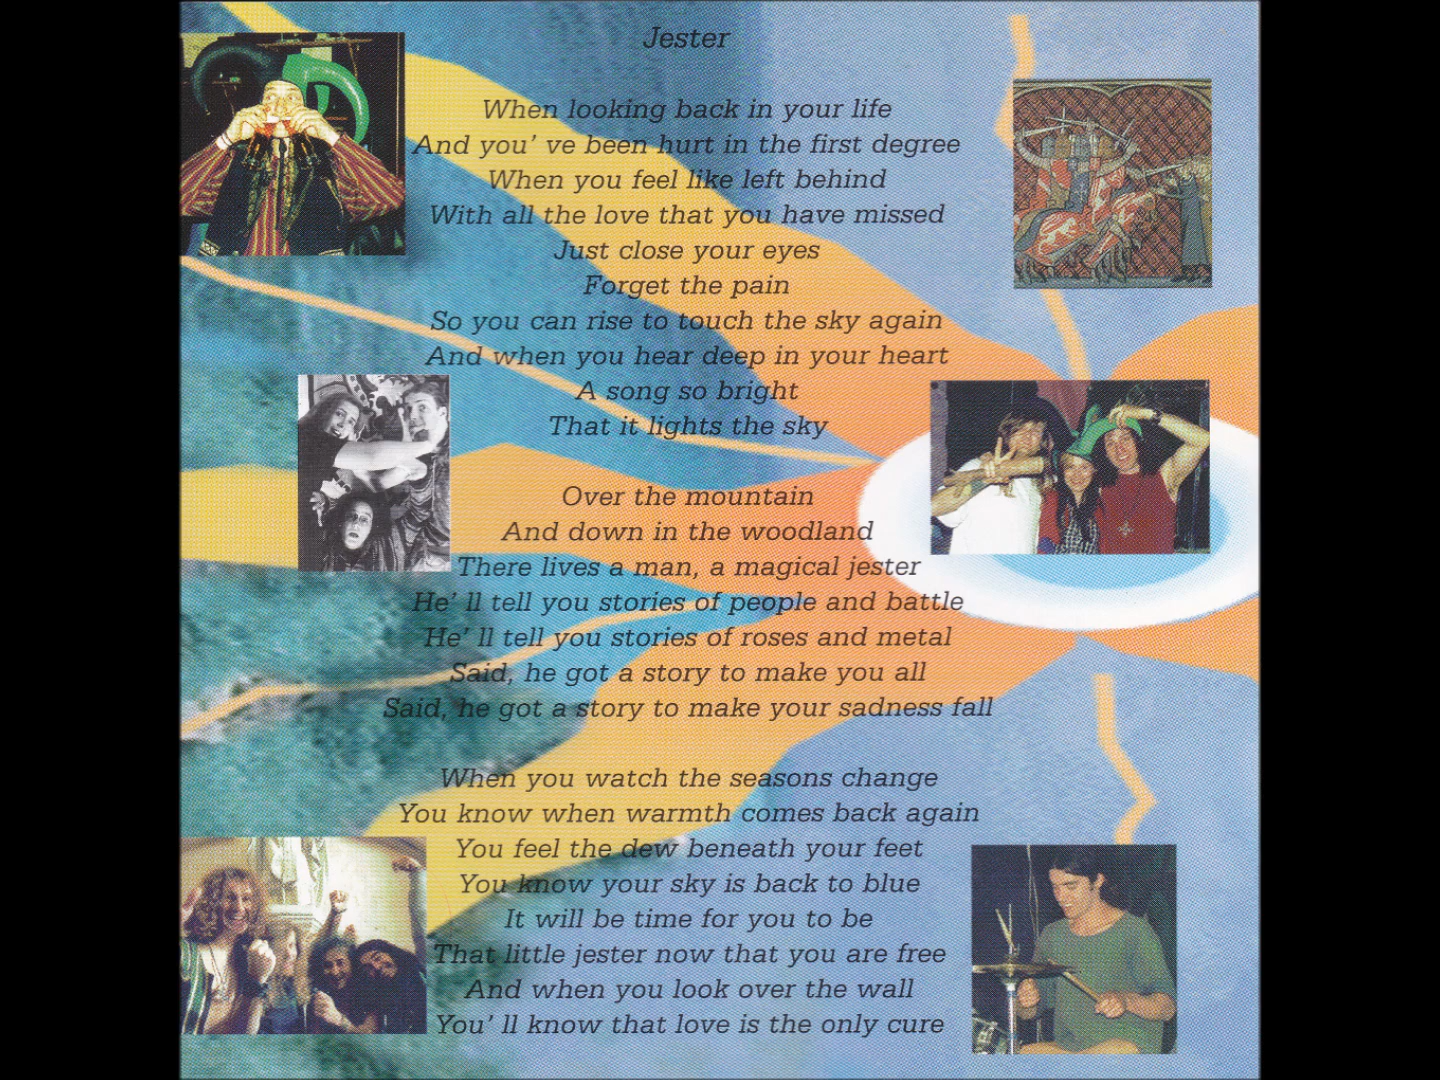 Jester
When looking back in your life
And you' ve been hurt in the first degree
When you feel like left behind
With all the love that you have missed
Just close your eyes
Forget the pain
So you can rise to touch the sky again
And when you hear deep in your heart
A song so bright
That it lights the sky
Over the mountain
And down in the woodland
There lives a man, a magical jester
He' ll tell you stories of people and battle
He' ll tell you stories of roses and metal
Said, he got a story to make you all
Said, he got a story to make your sadness fall
When you watch the seasons change
You know when warmth comes back again
You feel the dew beneath your feet
You know your sky is back to blue
It will be time for you to be
That little jester now that you are free
And when you look over the wall
You' ll know that love is the only cure